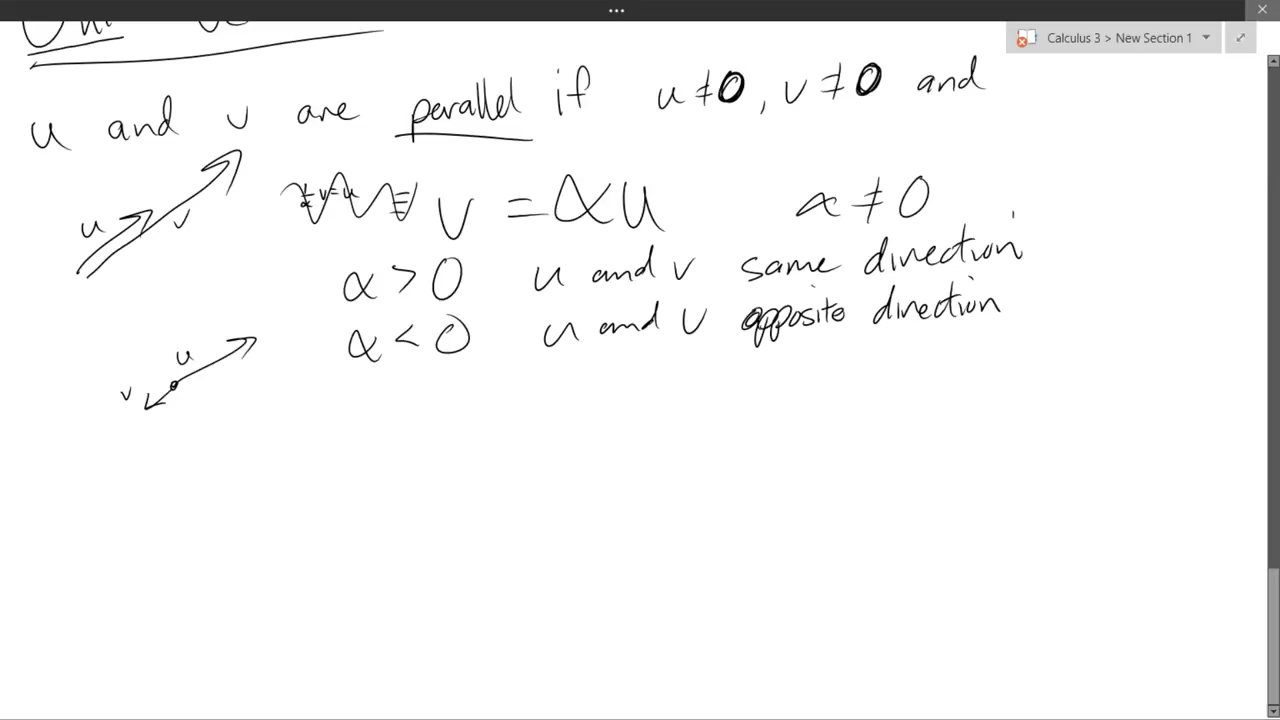 ...
Calculus 3 > New Section 1
u and v are parallel if u ≠ 0, v ≠ 0 and
v = αu α ≠ 0
u v
α > 0 u and v same direction
α < 0 u and v opposite direction
u
v